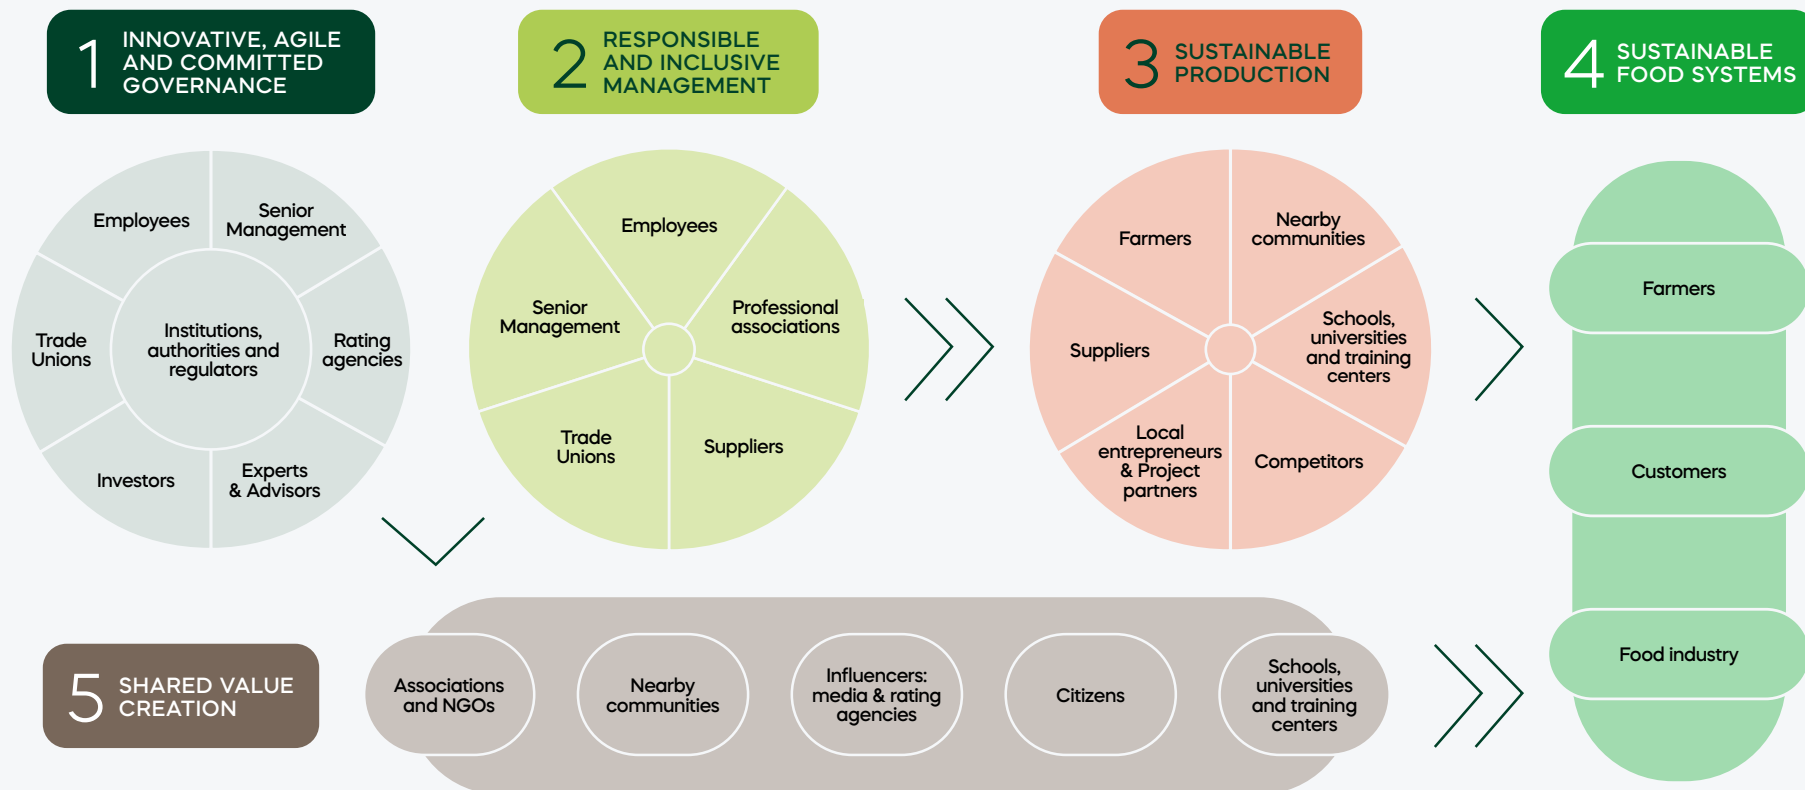 1
INNOVATIVE, AGILE
AND COMMITTED
GOVERNANCE
2
RESPONSIBLE
AND INCLUSIVE
MANAGEMENT
3
SUSTAINABLE
PRODUCTION
4
SUSTAINABLE
FOOD SYSTEMS
Employees
Senior
Management
Trade
Unions
Institutions,
authorities and
regulators
Rating
agencies
Investors
Experts
& Advisors
Employees
Senior
Management
Professional
associations
Trade
Unions
Suppliers
Farmers
Nearby
communities
Suppliers
Schools,
universities
and training
centers
Local
entrepreneurs
& Project
partners
Competitors
Farmers
Customers
Food industry
5
SHARED VALUE
CREATION
Associations
and NGOs
Nearby
communities
Influencers:
media & rating
agencies
Citizens
Schools,
universities
and training
centers